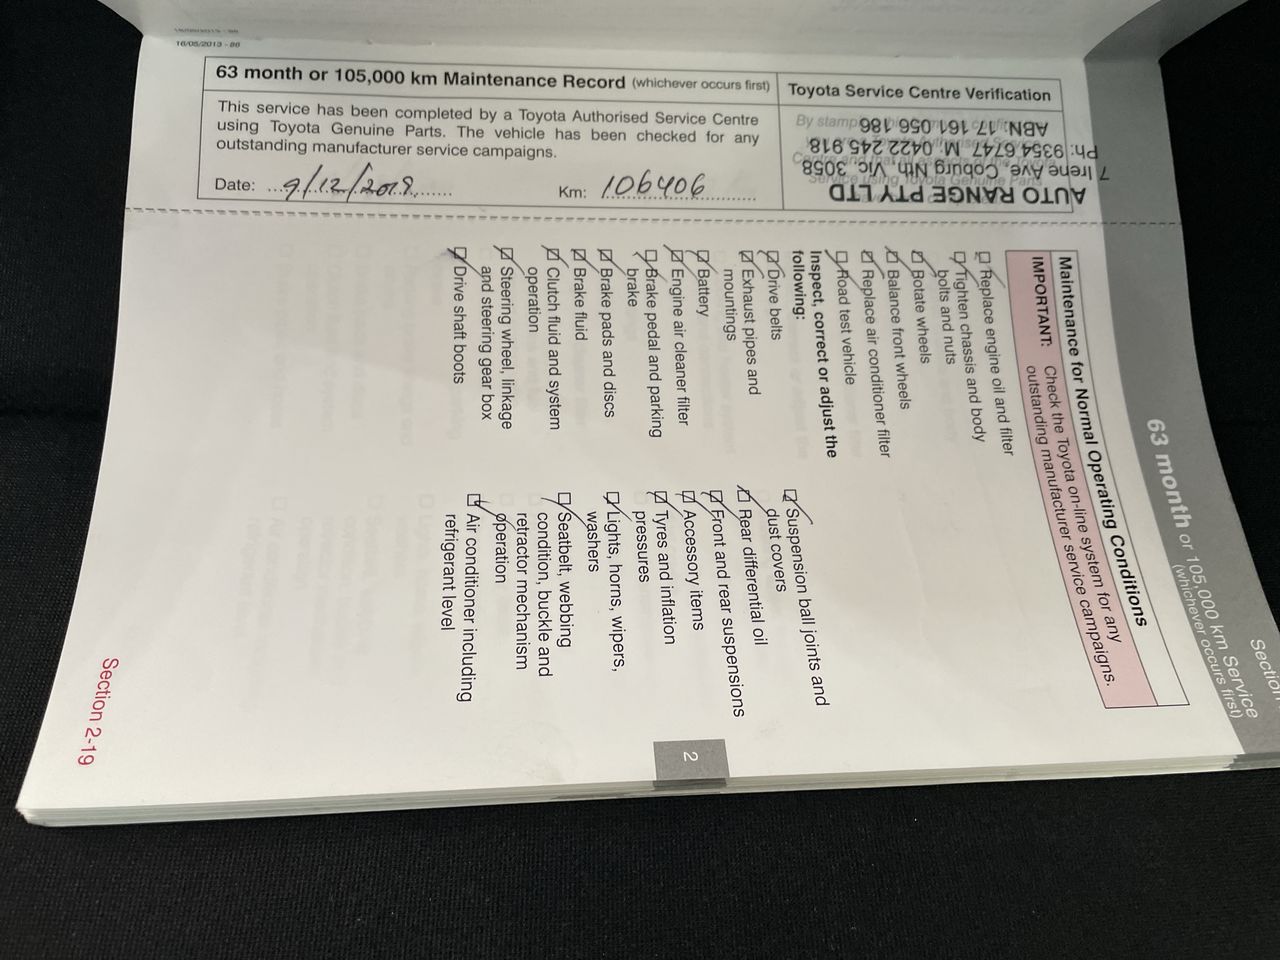 16/05/2013 - 86
63 month or 105,000 km Maintenance Record (whichever occurs first)
This service has been completed by a Toyota Authorised Service Centre
using Toyota Genuine Parts. The vehicle has been checked for any
outstanding manufacturer service campaigns.
Date: 9/12/2019
Km: 106406
Toyota Service Centre Verification
AUTO RANGE PTY LTD
7 Irene Ave, Coburg Nth, Vic, 3058
Ph: 9354 6747 M: 0422 245 918
ABN: 17 161 056 186
Section
63 month or 105,000 km Service
(whichever occurs first)
Maintenance for Normal Operating Conditions
IMPORTANT: Check the Toyota on-line system for any
outstanding manufacturer service campaigns.
Replace engine oil and filter
Tighten chassis and body
bolts and nuts
Rotate wheels
Balance front wheels
Replace air conditioner filter
Road test vehicle
Inspect, correct or adjust the
following:
Drive belts
Exhaust pipes and
mountings
Battery
Engine air cleaner filter
Brake pedal and parking
brake
Brake pads and discs
Brake fluid
Clutch fluid and system
operation
Steering wheel, linkage
and steering gear box
Drive shaft boots
Suspension ball joints and
dust covers
Rear differential oil
Front and rear suspensions
Accessory items
Tyres and inflation
pressures
Lights, horns, wipers,
washers
Seatbelt, webbing
condition, buckle and
retractor mechanism
operation
Air conditioner including
refrigerant level
2
Section 2-19